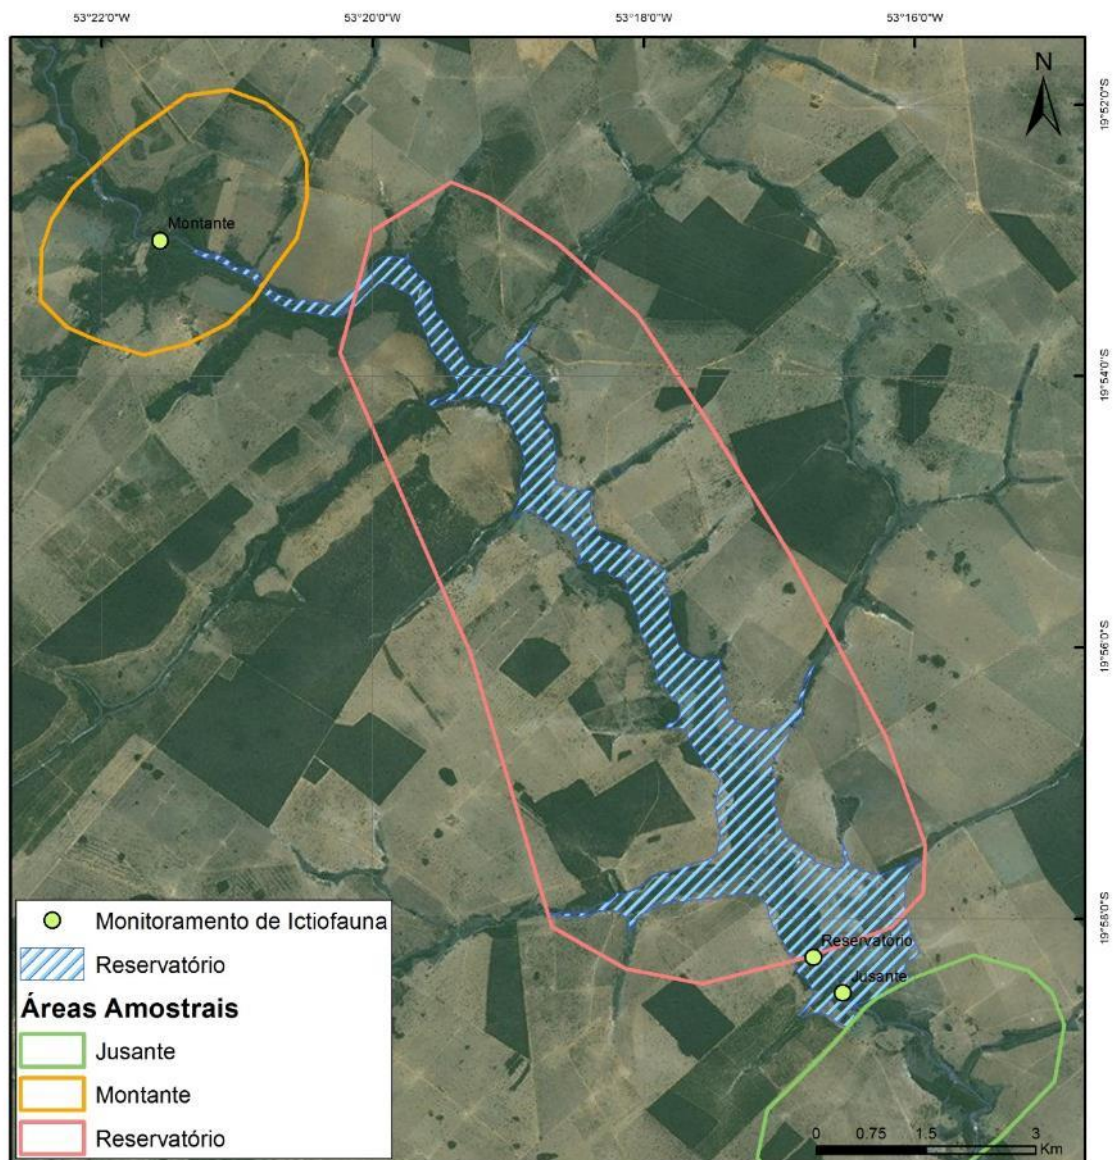 53°22'0"W
53°20'0"W
53°18'0"W
53°16'0"W
N
19°52'0"S
Montante
19°54'0"S
19°56'0"S
19°58'0"S
Reservatório
Jusante
Monitoramento de Ictiofauna
Reservatório
Áreas Amostrais
Jusante
Montante
Reservatório
0 0.75 1.5 3
Km